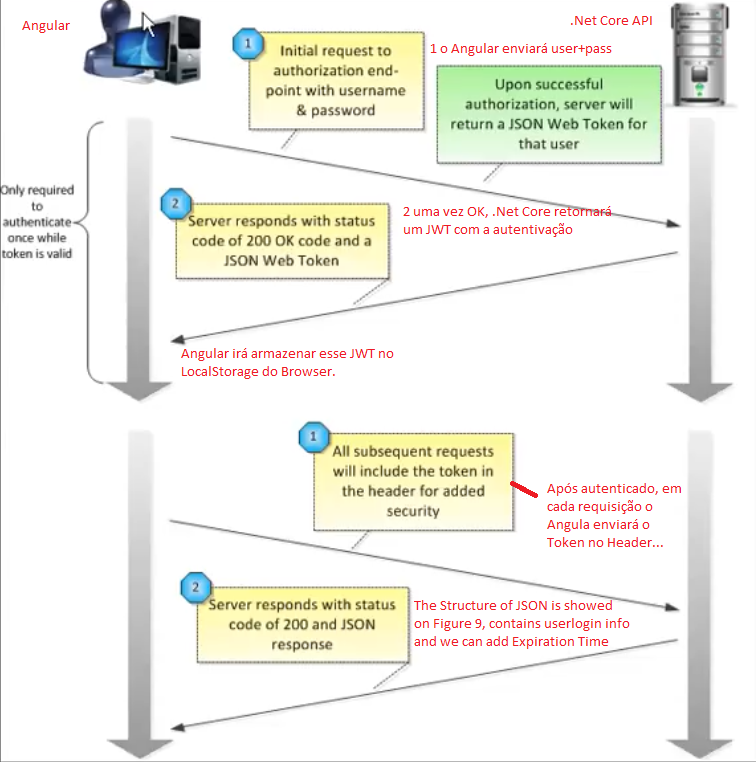 Angular
.Net Core API
1
Initial request to
authorization end-
point with username
& password
1 o Angular enviará user+pass
Upon successful
authorization, server will
return a JSON Web Token for
that user
Only required
to
authenticate
once while
token is valid
2
Server responds with status
code of 200 OK code and a
JSON Web Token
2 uma vez OK, .Net Core retornará
um JWT com a autentivação
Angular irá armazenar esse JWT no
LocalStorage do Browser.
1
All subsequent requests
will include the token in
the header for added
security
Após autenticado, em
cada requisição o
Angula enviará o
Token no Header...
2
Server responds with status
code of 200 and JSON
response
The Structure of JSON is showed
on Figure 9, contains userlogin info
and we can add Expiration Time